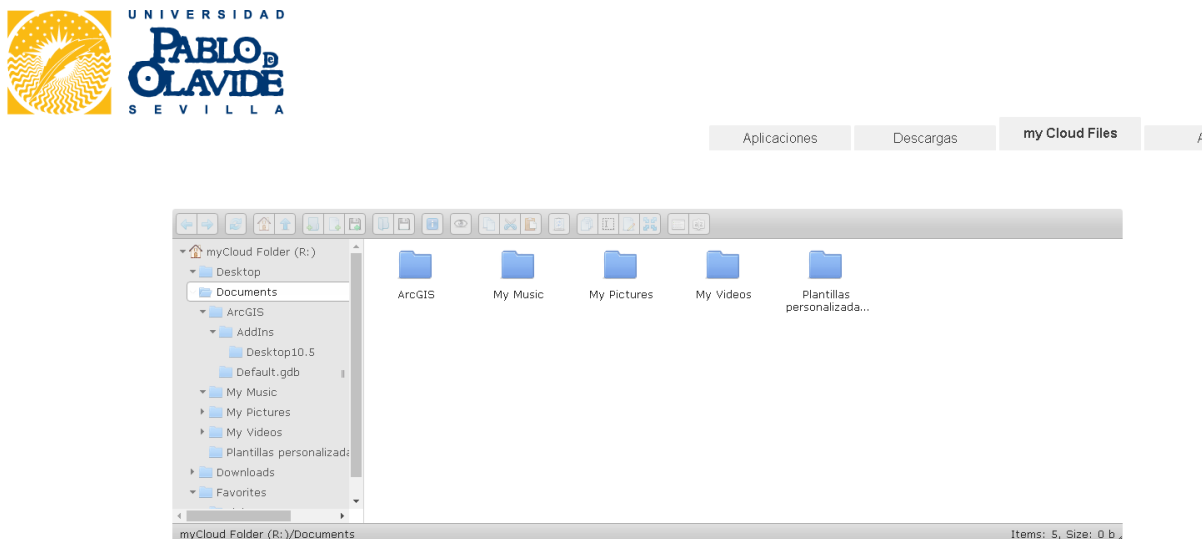 UNIVERSIDAD
PABLO DE
OLAVIDE
SEVILLA
Aplicaciones
Descargas
my Cloud Files
myCloud Folder (R:)
Desktop
Documents
ArcGIS
AddIns
Desktop10.5
Default.gdb
My Music
My Pictures
My Videos
Plantillas personalizada
Downloads
Favorites
ArcGIS
My Music
My Pictures
My Videos
Plantillas
personalizada...
myCloud Folder (R:)/Documents
Items: 5, Size: 0 b